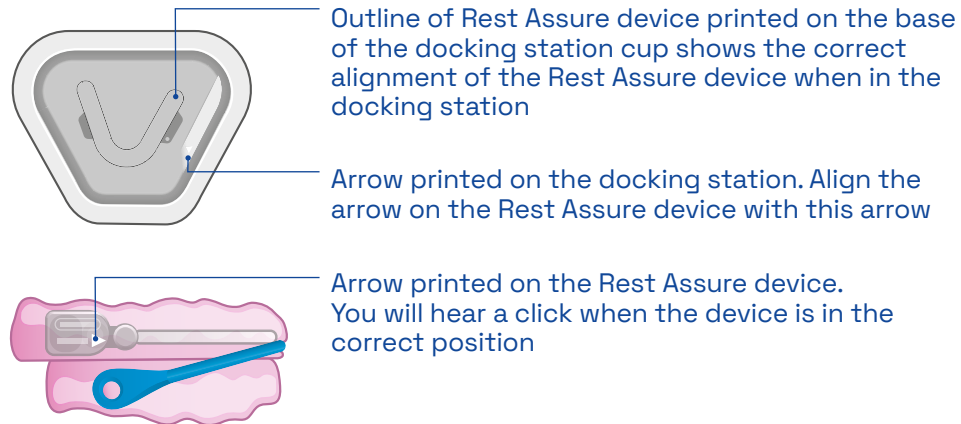 Outline of Rest Assure device printed on the base
of the docking station cup shows the correct
alignment of the Rest Assure device when in the
docking station
Arrow printed on the docking station. Align the
arrow on the Rest Assure device with this arrow
Arrow printed on the Rest Assure device.
You will hear a click when the device is in the
correct position